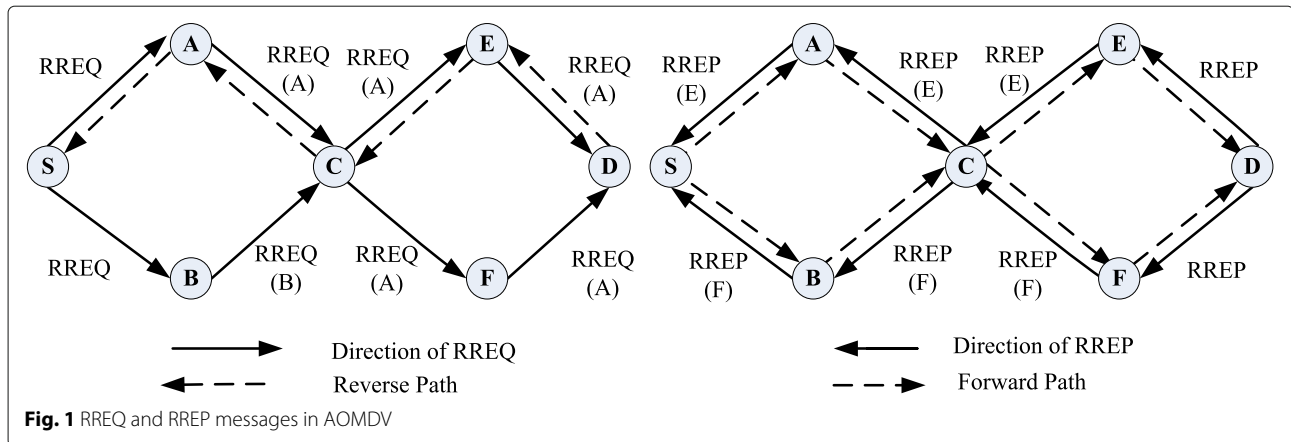 A
E
RREQ
RREQ
(A)
RREQ
(A)
RREQ
(A)
S
C
D
RREQ
RREQ
(B)
RREQ
(A)
RREQ
(A)
B
F
Direction of RREQ
Reverse Path
A
E
RREP
(E)
RREP
(E)
RREP
(E)
RREP
S
C
D
RREP
(F)
RREP
(F)
RREP
(F)
RREP
B
F
Direction of RREP
Forward Path
Fig. 1 RREQ and RREP messages in AOMDV